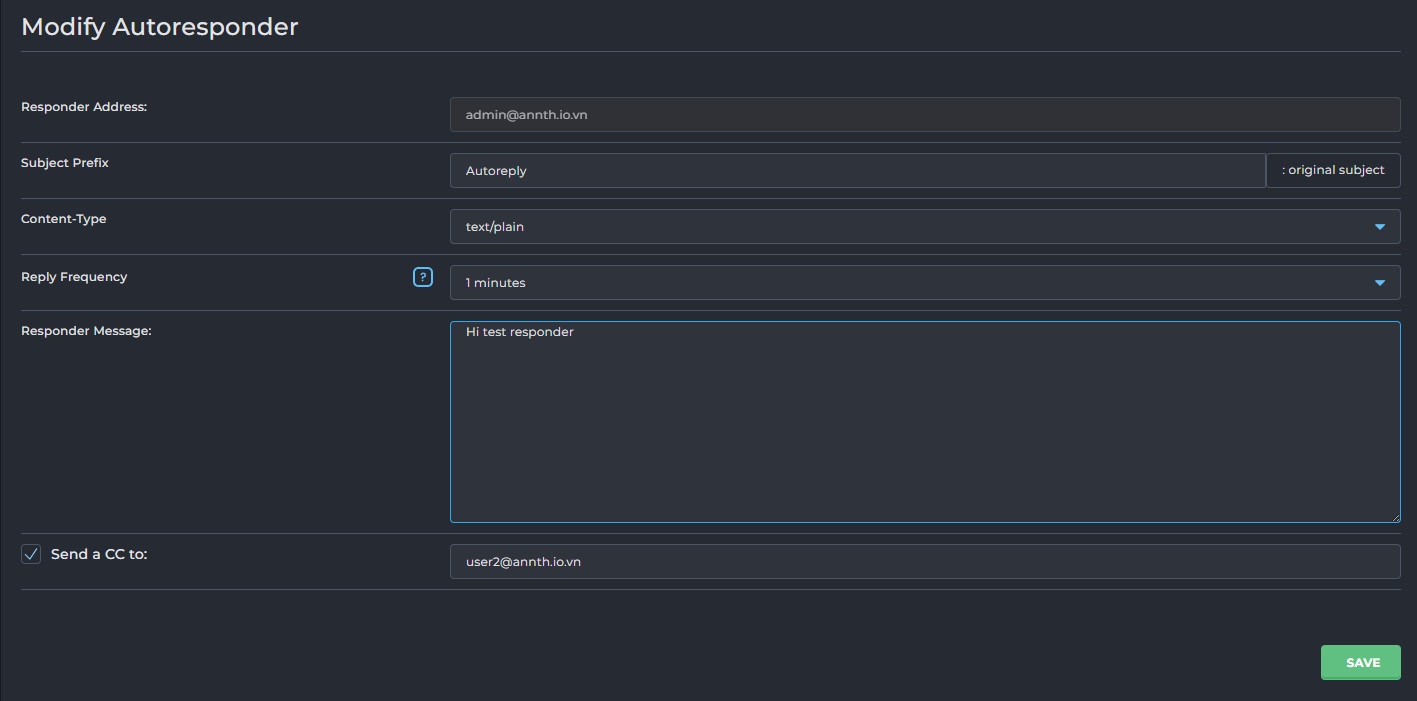 Modify Autoresponder
Responder Address:
admin@annth.io.vn
Subject Prefix
Autoreply
: original subject
Content-Type
text/plain
Reply Frequency
?
1 minutes
Responder Message:
Hi test responder
Send a CC to:
user2@annth.io.vn
SAVE